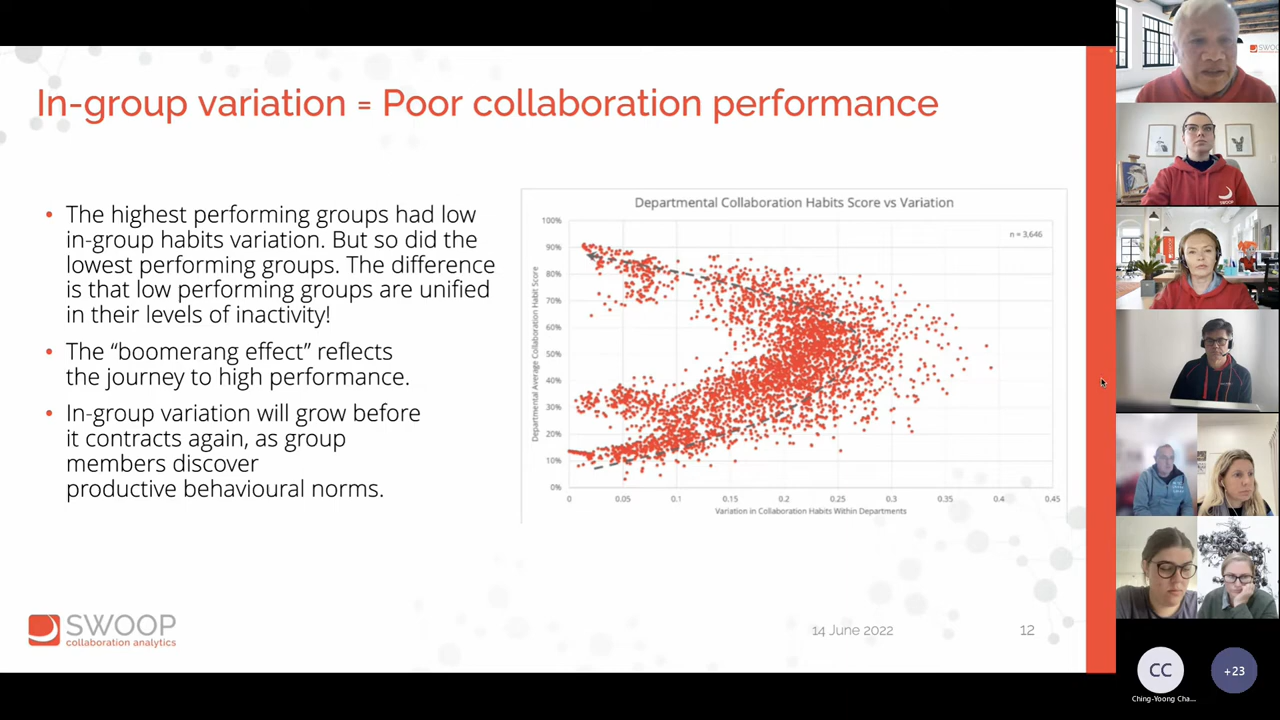 In-group variation = Poor collaboration performance
• The highest performing groups had low
in-group habits variation. But so did the
lowest performing groups. The difference
is that low performing groups are unified
in their levels of inactivity!
• The “boomerang effect” reflects
the journey to high performance.
• In-group variation will grow before
it contracts again, as group
members discover
productive behavioural norms.
Departmental Collaboration Habits Score vs Variation
n = 3,646
Departmental Average Collaboration Habit Score
100%
90%
80%
70%
60%
50%
40%
30%
20%
10%
0%
0 0.05 0.1 0.15 0.2 0.25 0.3 0.35 0.4 0.45
Variation in Collaboration Habits Within Departments
SWOOP
collaboration analytics
14 June 2022
12
SWOOP
CC
Ching-Yoong Cha...
+23